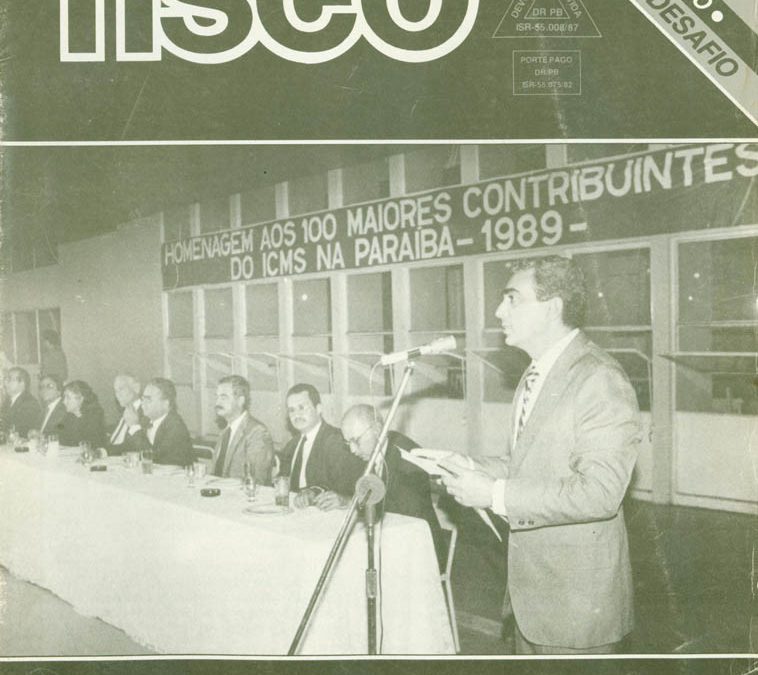 fisco
DR PB
ISR-55.008/87
PORTE PAGO
DR/PB
ISR-55.075/82
DESAFIO
HOMENAGEM AOS 100 MAIORES CONTRIBUINTES
DO ICMS NA PARAÍBA - 1989 -